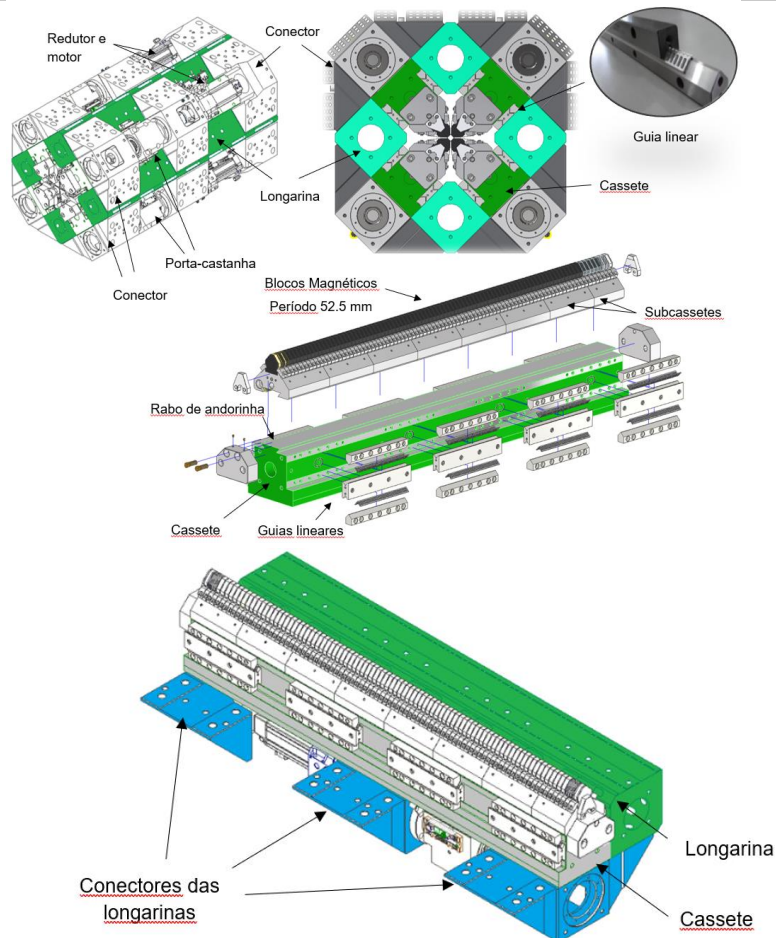 Redutor e
motor
Conector
Guia linear
Longarina
Cassete
Porta-castanha
Conector
Blocos Magnéticos
Período 52.5 mm
Subcassetes
Rabo de andorinha
Cassete
Guias lineares
Longarina
Conectores das
longarinas
Cassete